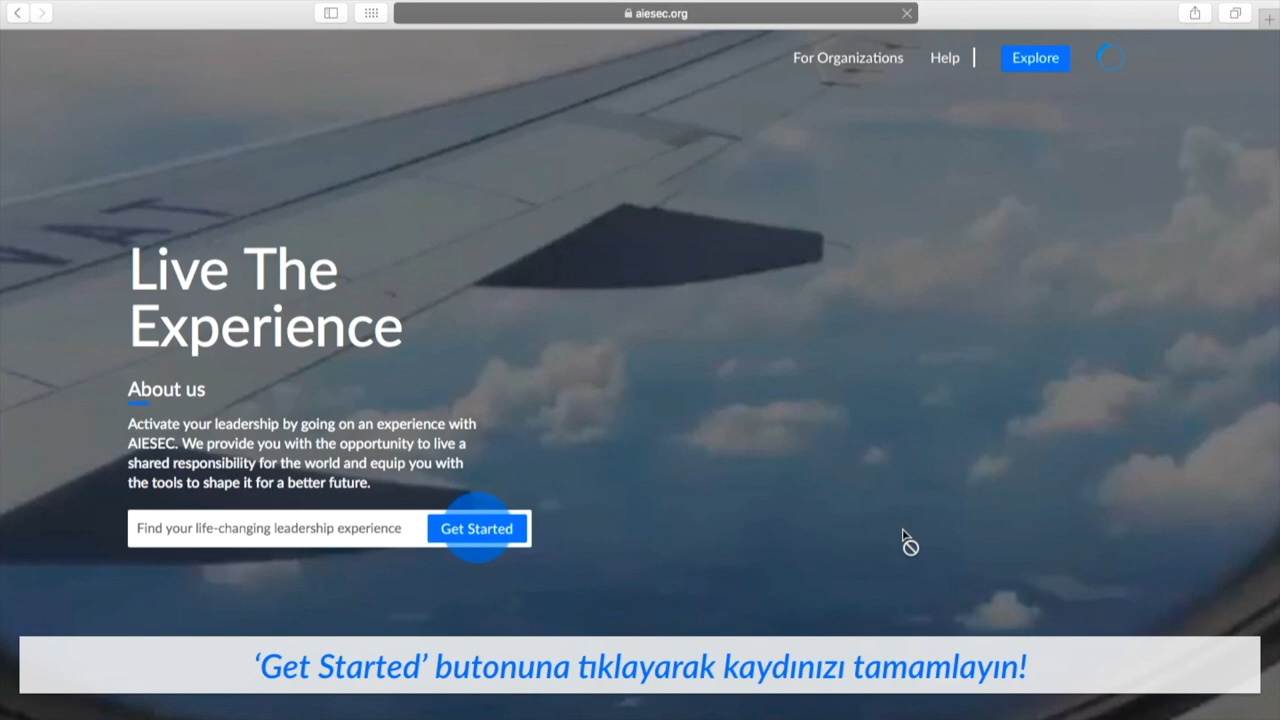 aiesec.org
For Organizations
Help
Explore
Live The
Experience
About us
Activate your leadership by going on an experience with
AIESEC. We provide you with the opportunity to live a
shared responsibility for the world and equip you with
the tools to shape it for a better future.
Find your life-changing leadership experience
Get Started
‘Get Started’ butonuna tıklayarak kaydınızı tamamlayın!